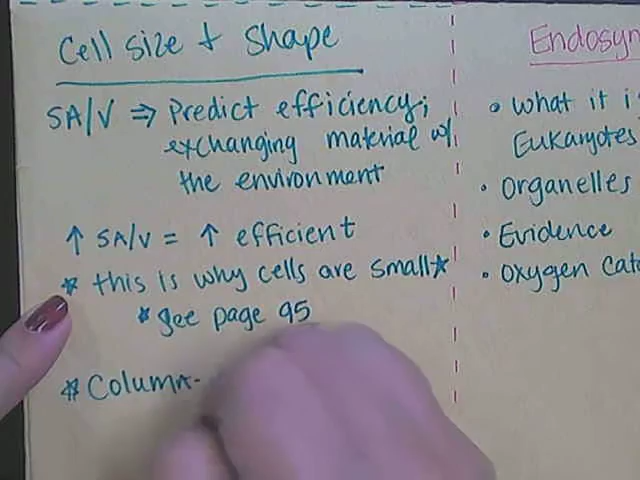 Cell size + Shape
SA/V ⇒ Predict efficiency;
exchanging material w/
the environment
↑ SA/V = ↑ efficient
* this is why cells are small*
* See page 95
* Column-
Endosym
• What it i
Eukaryotes
• Organelles
• Evidence
• Oxygen Cat